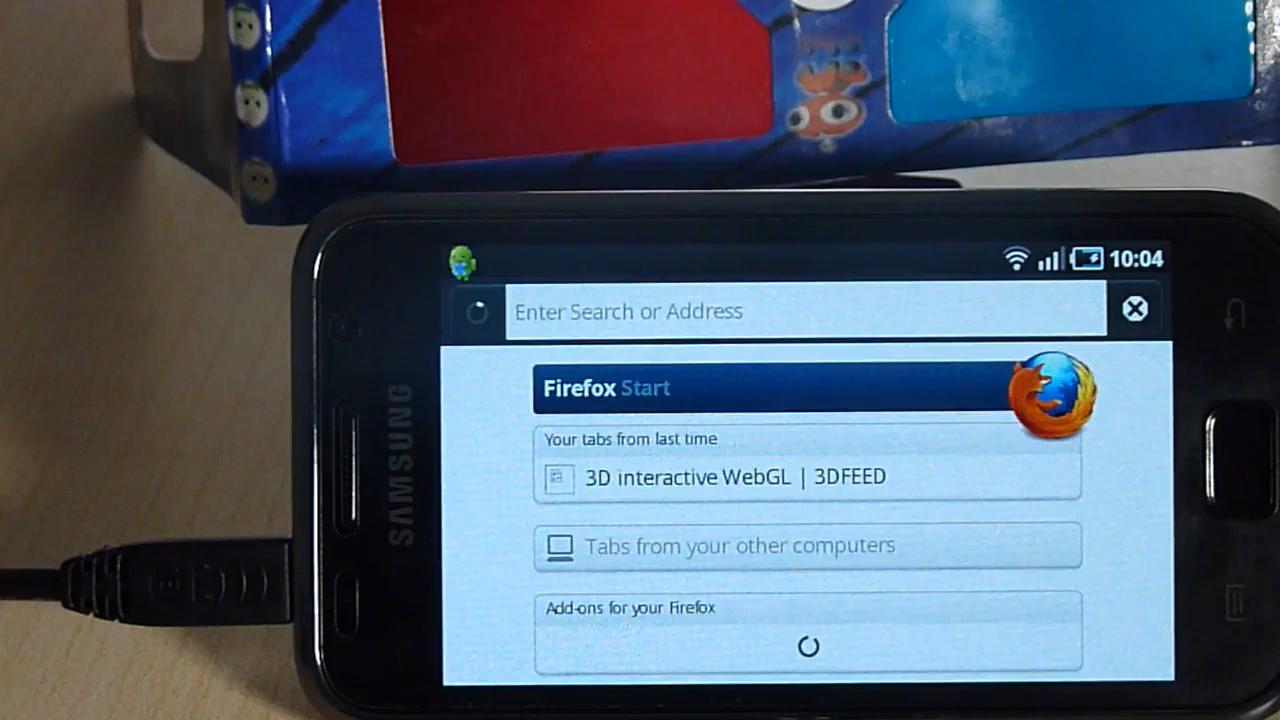 10:04
Enter Search or Address
Firefox Start
Your tabs from last time
3D interactive WebGL | 3DFEED
Tabs from your other computers
Add-ons for your Firefox
SAMSUNG